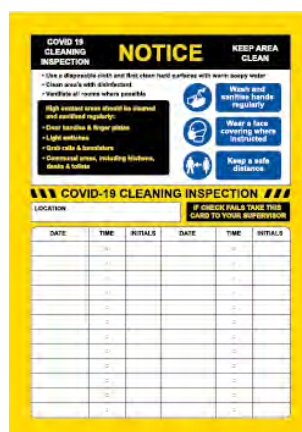 COVID 19
CLEANING
INSPECTION
NOTICE
KEEP AREA
CLEAN
• Use a disposable cloth and first clean hard surfaces with warm soapy water
• Clean area's with disinfectant
• Ventilate all rooms where possible
High contact areas should be cleaned
and sanitised regularly:
• Door handles & finger plates
• Light switches
• Grab rails & banisters
• Communal areas, including kitchens,
desks & toilets
Wash and
sanitise hands
regularly
Wear a face
covering where
instructed
Keep a safe
distance
COVID-19 CLEANING INSPECTION
LOCATION
IF CHECK FAILS TAKE THIS
CARD TO YOUR SUPERVISOR
DATE TIME INITIALS DATE TIME INITIALS
: :
: :
: :
: :
: :
: :
: :
: :
: :
: :
: :
: :